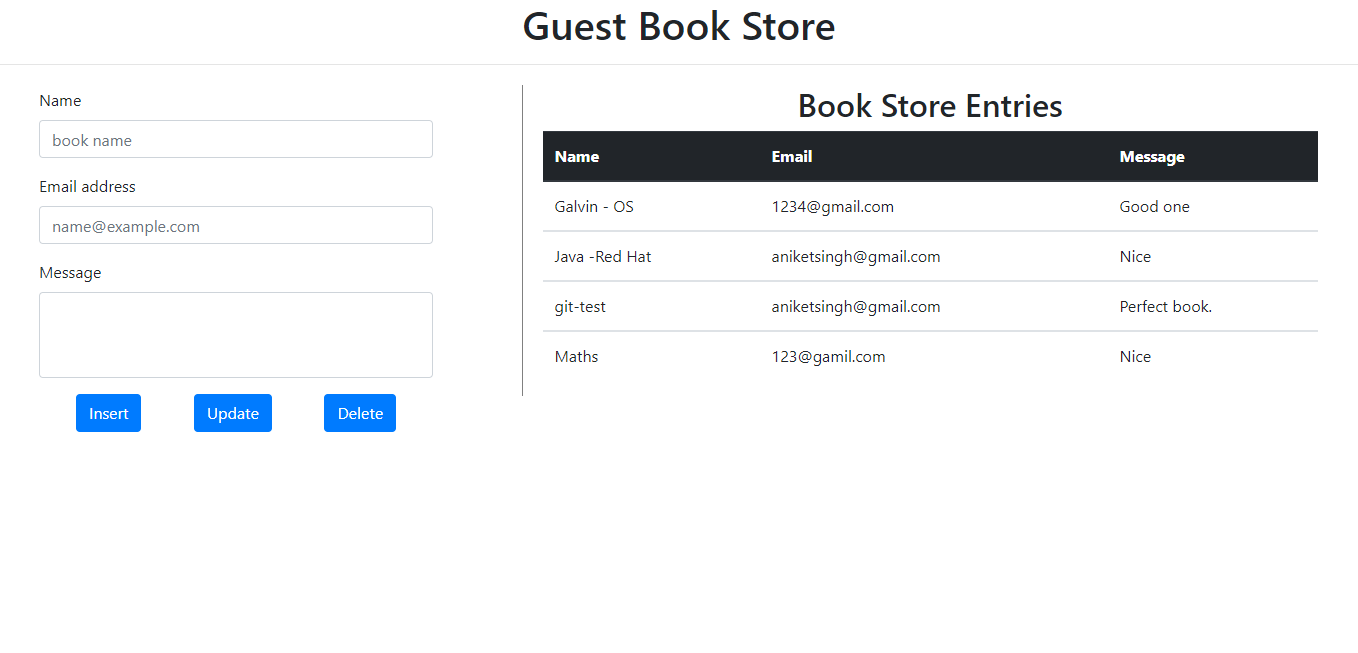 Guest Book Store
Name
book name
Email address
name@example.com
Message
Insert Update Delete
Book Store Entries
Name Email Message
Galvin - OS 1234@gmail.com Good one
Java -Red Hat aniketsingh@gmail.com Nice
git-test aniketsingh@gmail.com Perfect book.
Maths 123@gamil.com Nice